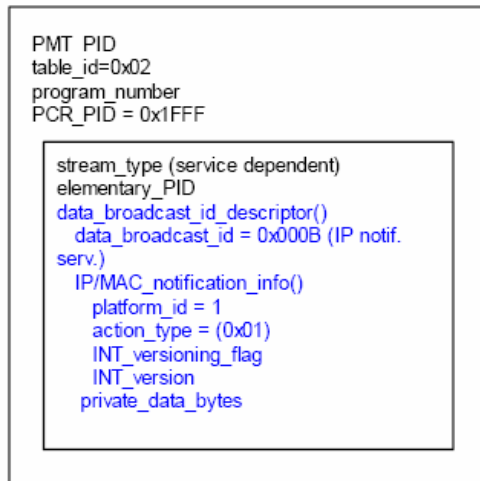 PMT PID
table_id=0x02
program_number
PCR_PID = 0x1FFF
stream_type (service dependent)
elementary_PID
data_broadcast_id_descriptor()
data_broadcast_id = 0x000B (IP notif.
serv.)
IP/MAC_notification_info()
platform_id = 1
action_type = (0x01)
INT_versioning_flag
INT_version
private_data_bytes